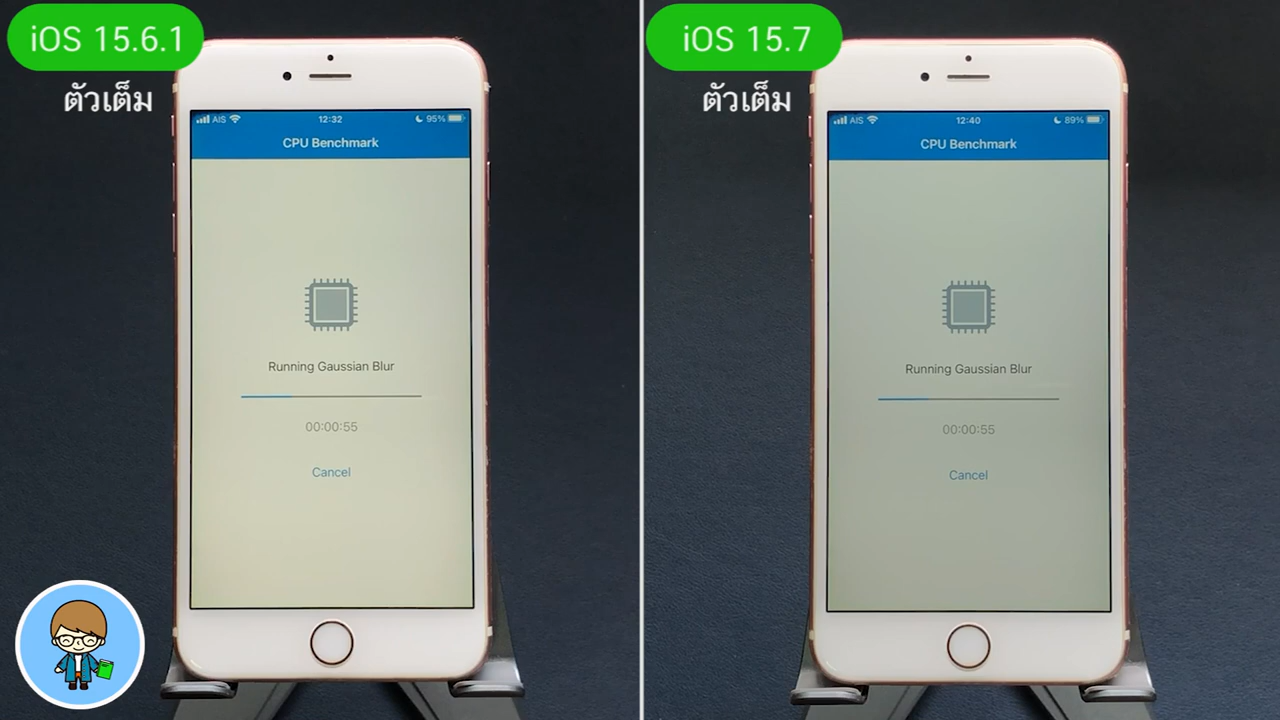 iOS 15.6.1
ตัวเต็ม
AIS 12:32 95%
CPU Benchmark
Running Gaussian Blur
00:00:55
Cancel
iOS 15.7
ตัวเต็ม
AIS 12:40 89%
CPU Benchmark
Running Gaussian Blur
00:00:55
Cancel